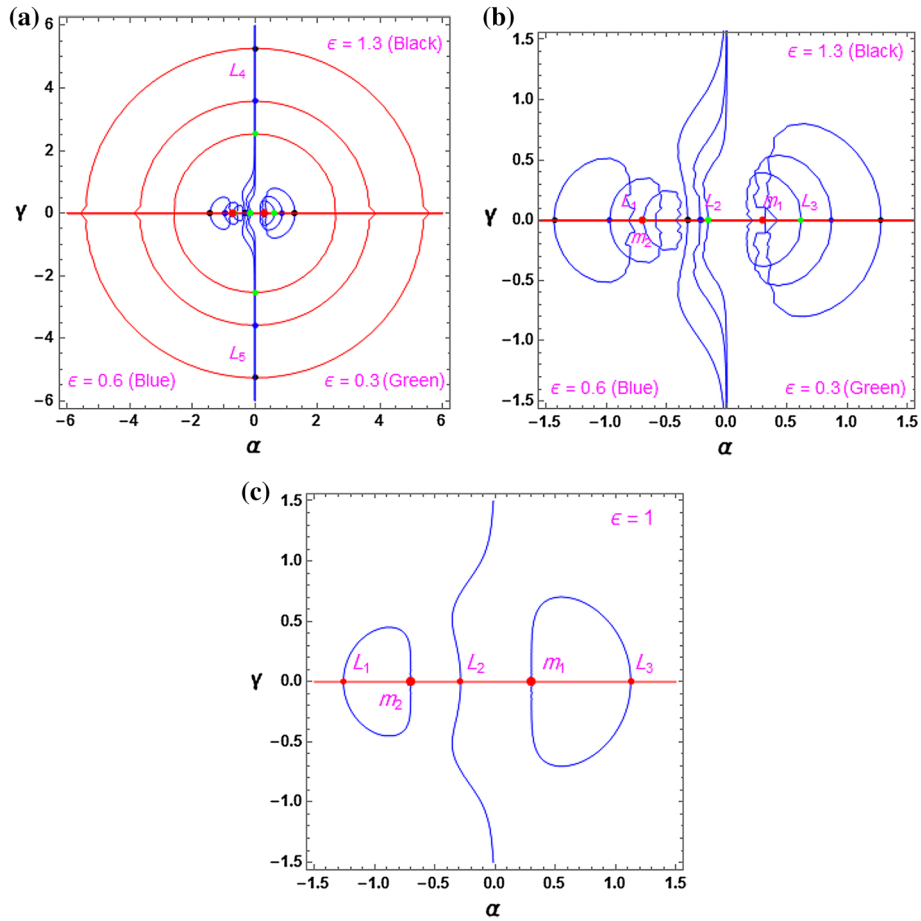 (a)
6
4
2
0
−2
−4
−6
γ
ϵ = 1.3 (Black)
L4
L5
ϵ = 0.6 (Blue)
ϵ = 0.3 (Green)
−6 −4 −2 0 2 4 6
α
(b)
1.5
1.0
0.5
0.0
−0.5
−1.0
−1.5
γ
ϵ = 1.3 (Black)
L1 L2 m1 L3
m2
ϵ = 0.6 (Blue)
ϵ = 0.3 (Green)
−1.5 −1.0 −0.5 0.0 0.5 1.0 1.5
α
(c)
1.5
1.0
0.5
0.0
−0.5
−1.0
−1.5
γ
ϵ = 1
L1 L2 m1 L3
m2
−1.5 −1.0 −0.5 0.0 0.5 1.0 1.5
α